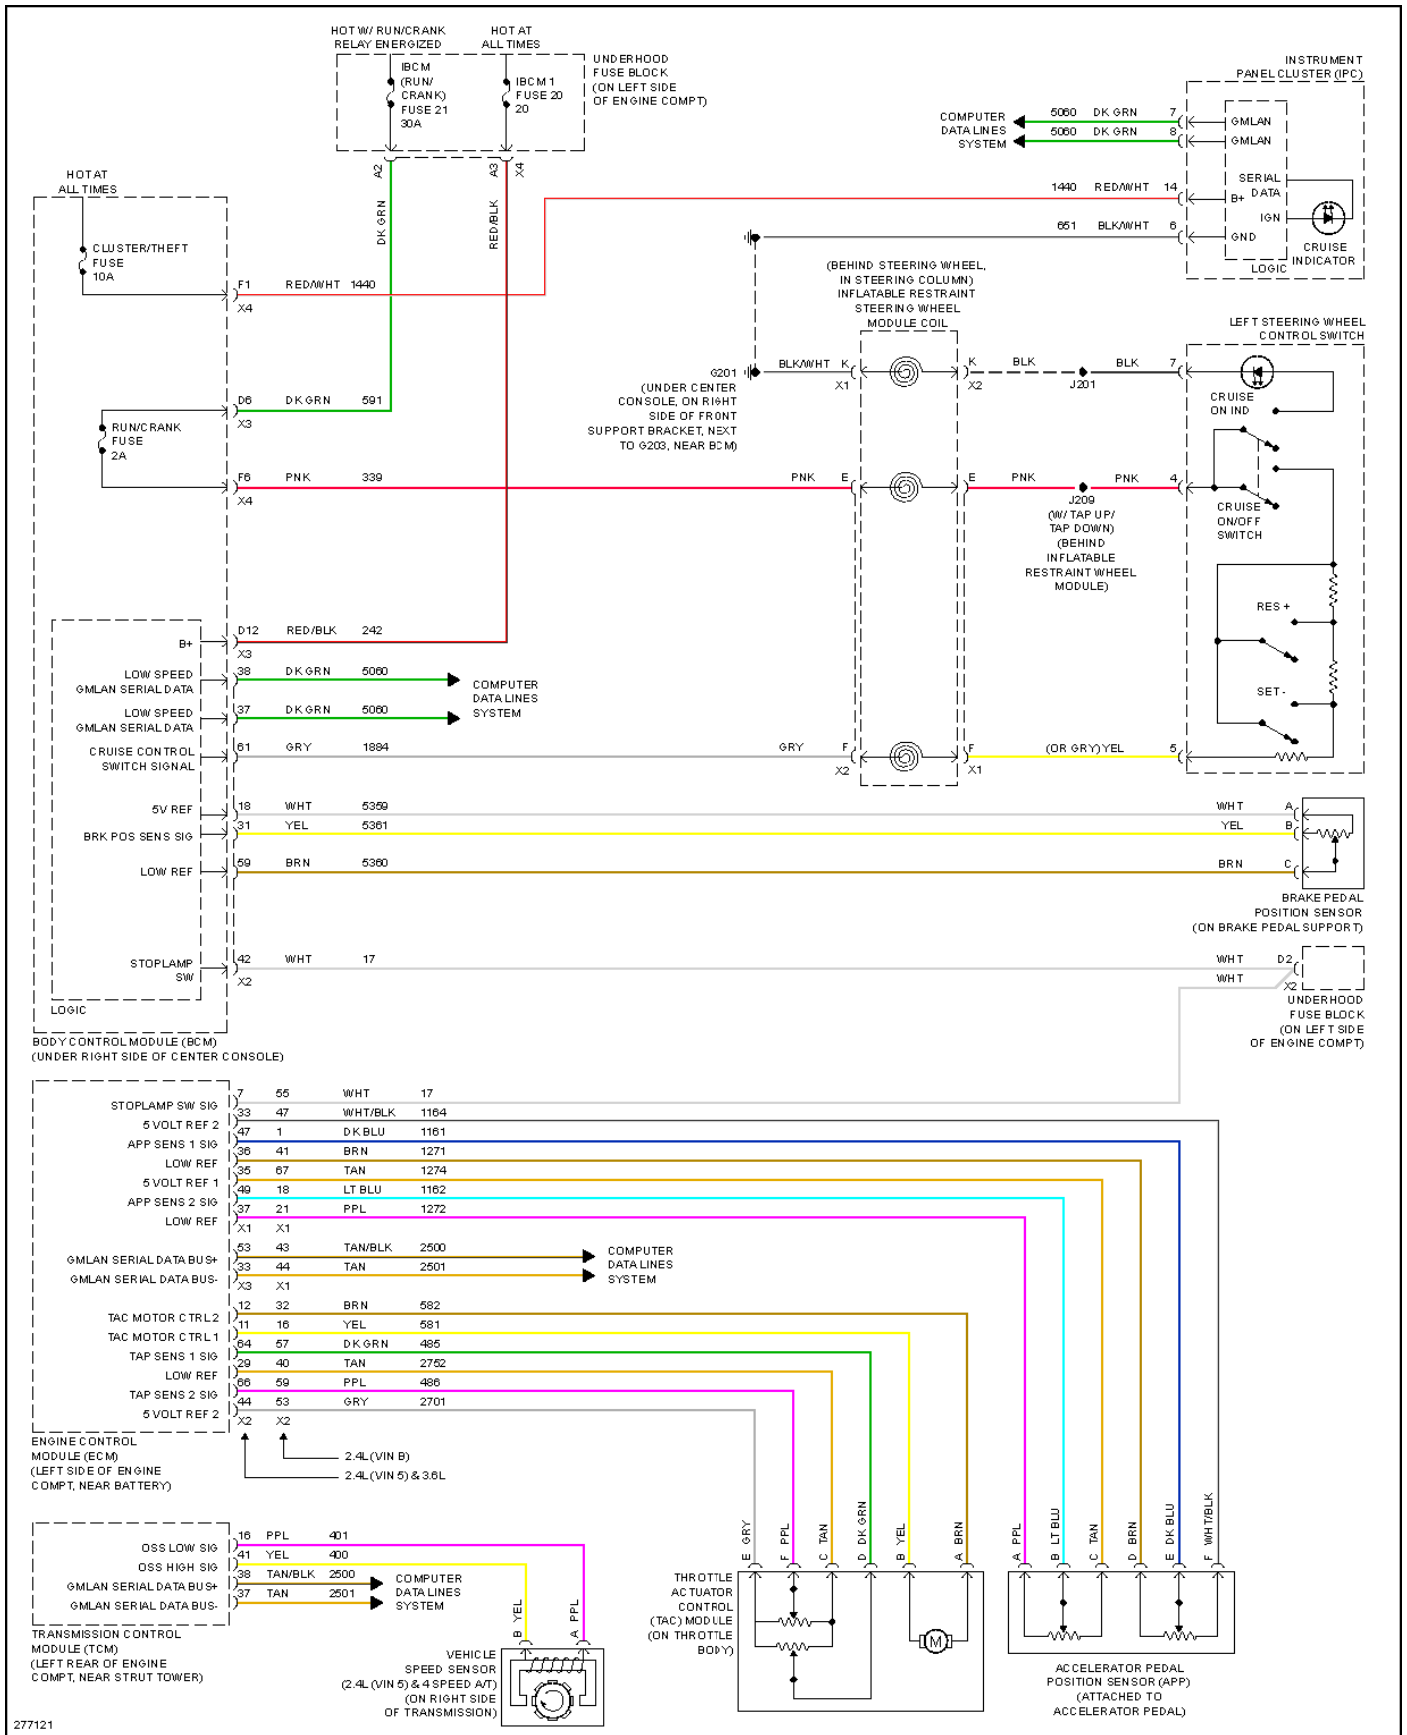 HOT W/ RUN/CRANK
RELAY ENERGIZED
HOT AT
ALL TIMES
IBCM
(RUN/
CRANK)
FUSE 21
30A
IBCM 1
FUSE 20
20
UNDERHOOD
FUSE BLOCK
(ON LEFT SIDE
OF ENGINE COMPT)
A2
A3
X4
DK GRN
RED/BLK
INSTRUMENT
PANEL CLUSTER (IPC)
COMPUTER
DATA LINES
SYSTEM
5060 DK GRN 7
5060 DK GRN 8
GMLAN
GMLAN
SERIAL
DATA
1440 RED/WHT 14
B+
IGN
651 BLK/WHT 6
GND
LOGIC
CRUISE
INDICATOR
HOT AT
ALL TIMES
CLUSTER/THEFT
FUSE
10A
F1 RED/WHT 1440
X4
D6 DK GRN 591
X3
RUN/CRANK
FUSE
2A
F6 PNK 339
X4
(BEHIND STEERING WHEEL,
IN STEERING COLUMN)
INFLATABLE RESTRAINT
STEERING WHEEL
MODULE COIL
G201
(UNDER CENTER
CONSOLE, ON RIGHT
SIDE OF FRONT
SUPPORT BRACKET, NEXT
TO G203, NEAR BCM)
BLK/WHT K
X1
K BLK
X2
J201
BLK 7
PNK E
E PNK
J209
PNK 4
(W/ TAP UP/
TAP DOWN)
(BEHIND
INFLATABLE
RESTRAINT WHEEL
MODULE)
LEFT STEERING WHEEL
CONTROL SWITCH
CRUISE
ON IND
CRUISE
ON/OFF
SWITCH
RES +
SET -
B+
D12 RED/BLK 242
X3
LOW SPEED
GMLAN SERIAL DATA
38 DK GRN 5060
LOW SPEED
GMLAN SERIAL DATA
37 DK GRN 5060
COMPUTER
DATA LINES
SYSTEM
CRUISE CONTROL
SWITCH SIGNAL
61 GRY 1884
GRY F
X2
F (OR GRY) YEL 5
X1
5V REF
18 WHT 5359
WHT A
BRK POS SENS SIG
31 YEL 5361
YEL B
LOW REF
59 BRN 5360
BRN C
BRAKE PEDAL
POSITION SENSOR
(ON BRAKE PEDAL SUPPORT)
STOPLAMP
SW
42 WHT 17
X2
WHT D2
WHT X2
UNDERHOOD
FUSE BLOCK
(ON LEFT SIDE
OF ENGINE COMPT)
LOGIC
BODY CONTROL MODULE (BCM)
(UNDER RIGHT SIDE OF CENTER CONSOLE)
STOPLAMP SW SIG 7 55 WHT 17
5 VOLT REF 2 33 47 WHT/BLK 1164
APP SENS 1 SIG 47 1 DK BLU 1161
LOW REF 36 41 BRN 1271
5 VOLT REF 1 35 67 TAN 1274
APP SENS 2 SIG 49 18 LT BLU 1162
LOW REF 37 21 PPL 1272
X1 X1
GMLAN SERIAL DATA BUS+ 53 43 TAN/BLK 2500
GMLAN SERIAL DATA BUS- 33 44 TAN 2501
X3 X1
COMPUTER
DATA LINES
SYSTEM
TAC MOTOR CTRL 2 12 32 BRN 582
TAC MOTOR CTRL 1 11 16 YEL 581
TAP SENS 1 SIG 64 57 DK GRN 485
LOW REF 29 40 TAN 2752
TAP SENS 2 SIG 66 59 PPL 486
5 VOLT REF 2 44 53 GRY 2701
X2 X2
2.4L (VIN B)
2.4L (VIN 5) & 3.6L
ENGINE CONTROL
MODULE (ECM)
(LEFT SIDE OF ENGINE
COMPT, NEAR BATTERY)
OSS LOW SIG 16 PPL 401
OSS HIGH SIG 41 YEL 400
GMLAN SERIAL DATA BUS+ 38 TAN/BLK 2500
GMLAN SERIAL DATA BUS- 37 TAN 2501
COMPUTER
DATA LINES
SYSTEM
TRANSMISSION CONTROL
MODULE (TCM)
(LEFT REAR OF ENGINE
COMPT, NEAR STRUT TOWER)
B YEL
A PPL
VEHICLE
SPEED SENSOR
(2.4L (VIN 5) & 4 SPEED A/T)
(ON RIGHT SIDE
OF TRANSMISSION)
E GRY
F PPL
C TAN
D DK GRN
B YEL
A BRN
M
THROTTLE
ACTUATOR
CONTROL
(TAC) MODULE
(ON THROTTLE
BODY)
A PPL
B LT BLU
C TAN
D BRN
E DK BLU
F WHT/BLK
ACCELERATOR PEDAL
POSITION SENSOR (APP)
(ATTACHED TO
ACCELERATOR PEDAL)
277121